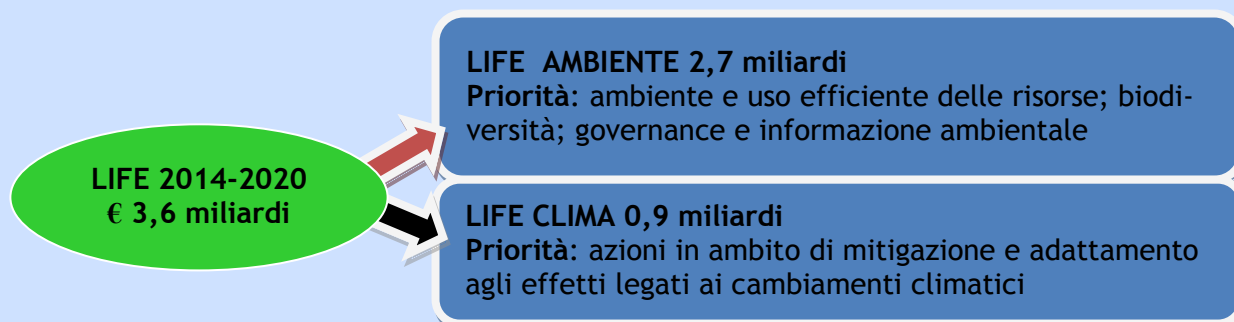 LIFE 2014-2020
€ 3,6 miliardi
LIFE  AMBIENTE 2,7 miliardi
Priorità: ambiente e uso efficiente delle risorse; biodi-
versità; governance e informazione ambientale
LIFE CLIMA 0,9 miliardi
Priorità: azioni in ambito di mitigazione e adattamento
agli effetti legati ai cambiamenti climatici